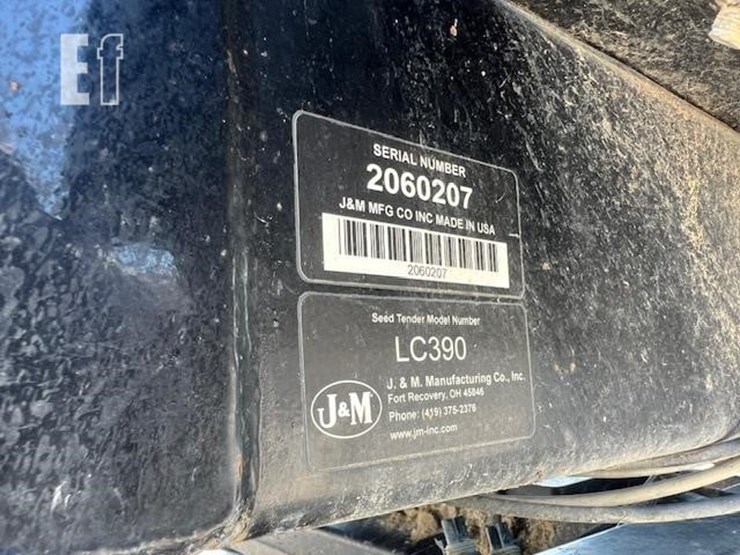 Ef
SERIAL NUMBER
2060207
J&M MFG CO INC MADE IN USA
2060207
Seed Tender Model Number
LC390
J. & M. Manufacturing Co., Inc.
Fort Recovery, OH 45846
J&M
Phone: (419) 375-2376
www.jm-inc.com